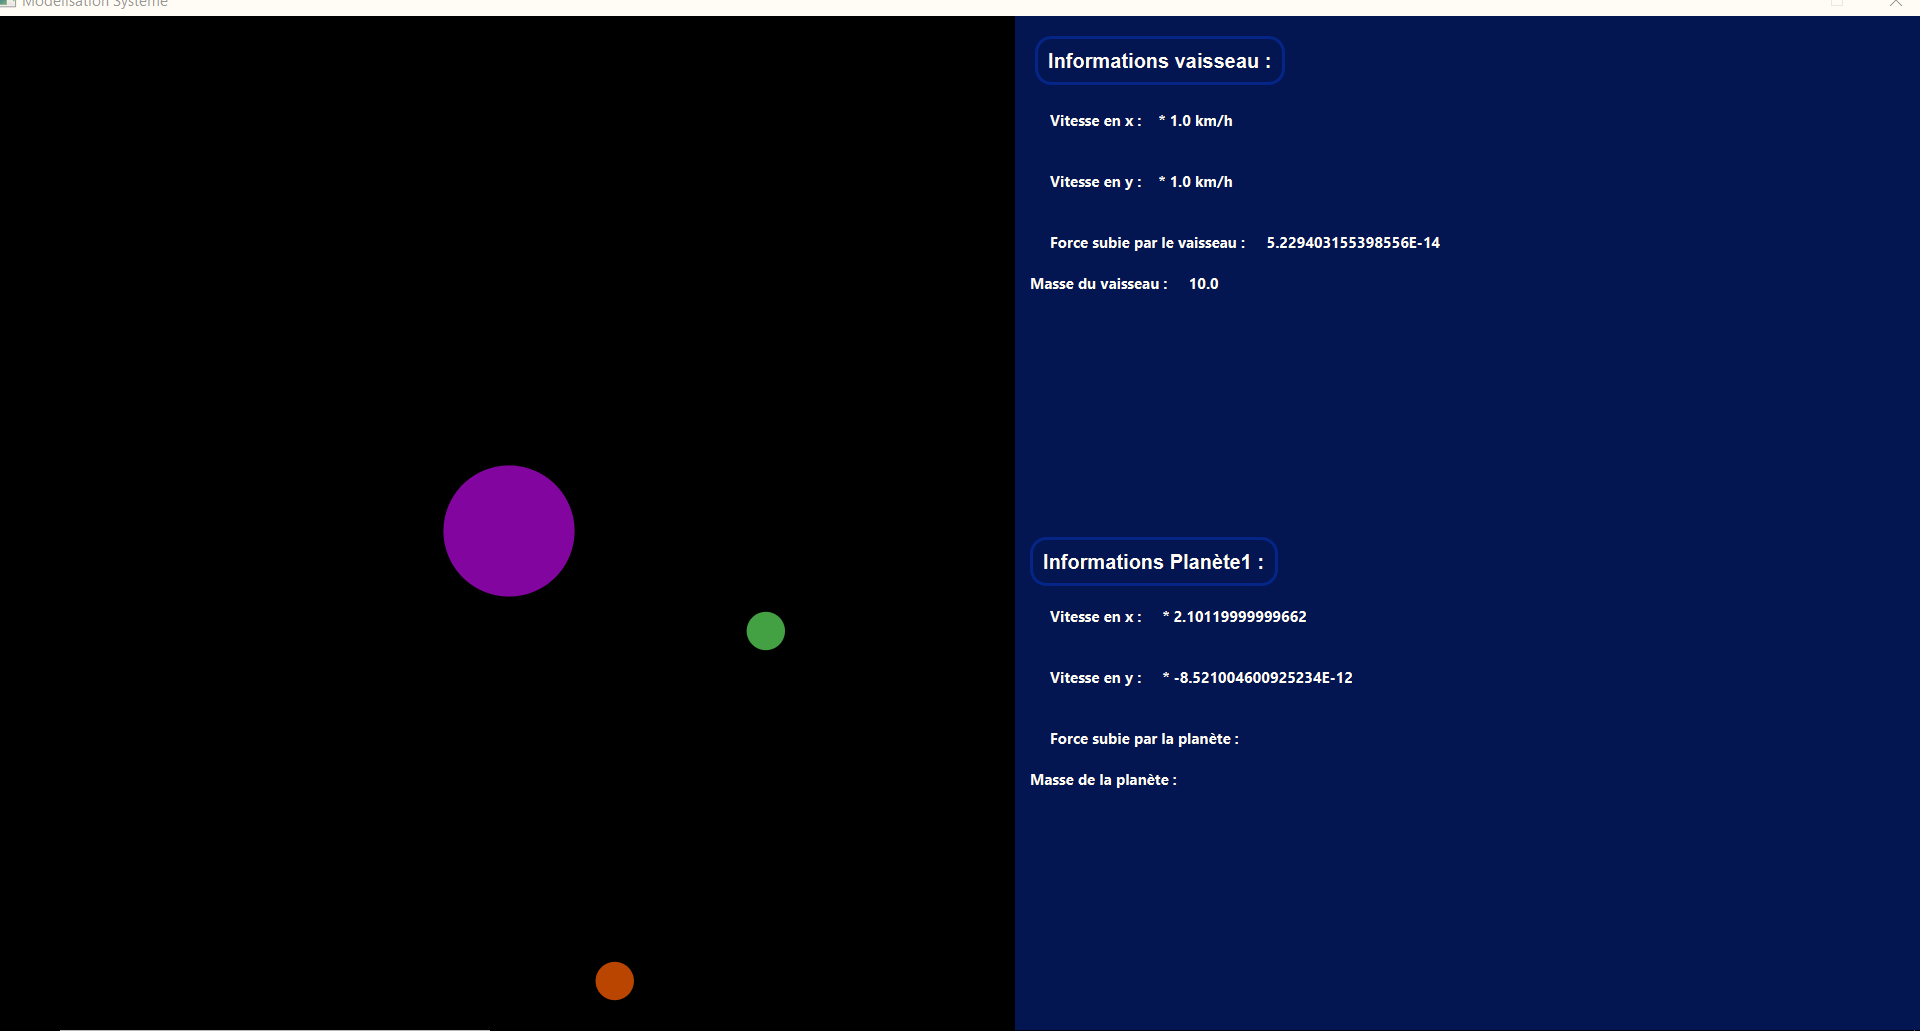 Modélisation Système
Informations vaisseau :
Vitesse en x : * 1.0 km/h
Vitesse en y : * 1.0 km/h
Force subie par le vaisseau : 5.229403155398556E-14
Masse du vaisseau : 10.0
Informations Planète1 :
Vitesse en x : * 2.10119999999662
Vitesse en y : * -8.521004600925234E-12
Force subie par la planète :
Masse de la planète :